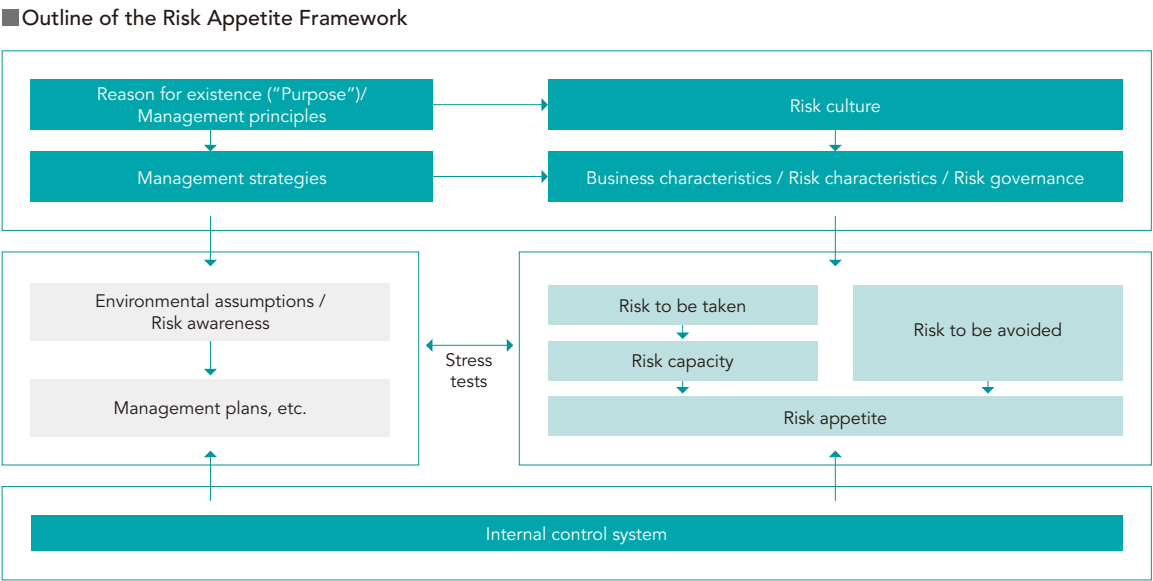 Outline of the Risk Appetite Framework
Reason for existence (“Purpose”)/
Management principles
Risk culture
Management strategies
Business characteristics / Risk characteristics / Risk governance
Environmental assumptions /
Risk awareness
Management plans, etc.
Stress
tests
Risk to be taken
Risk capacity
Risk to be avoided
Risk appetite
Internal control system